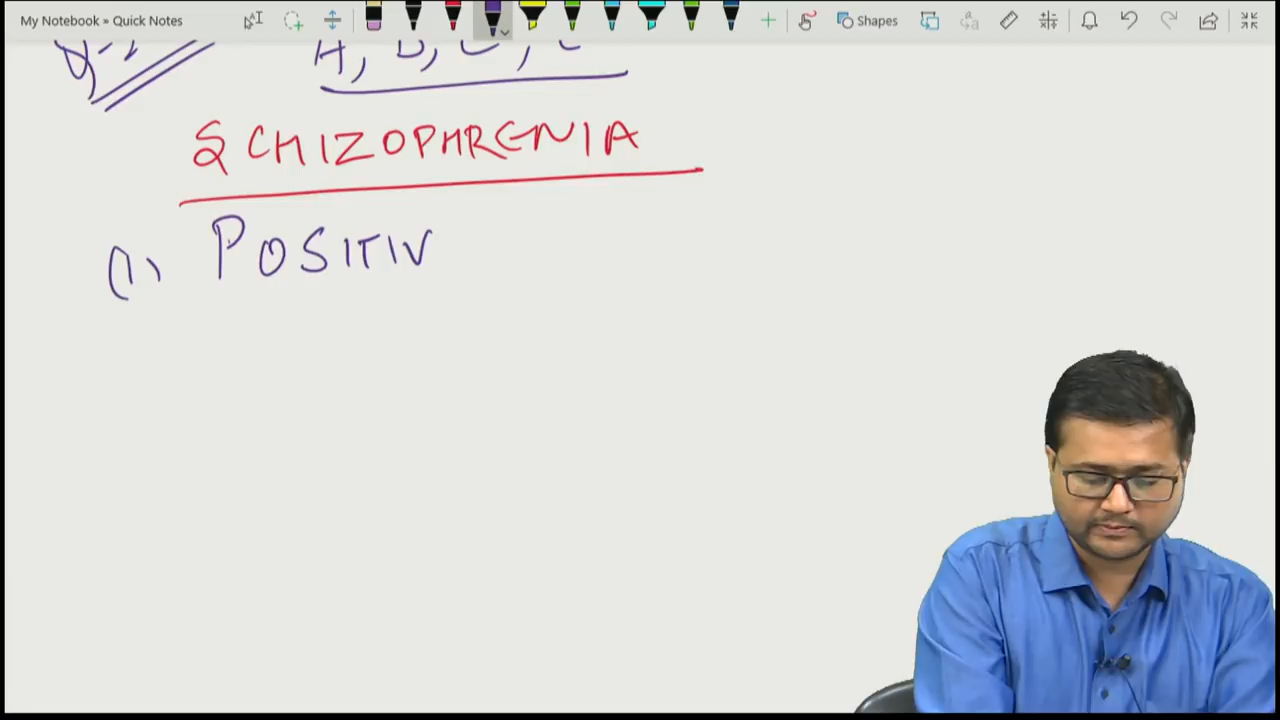 My Notebook » Quick Notes
Shapes
A, B, C, C
SCHIZOPHRENIA
(1) POSITIV